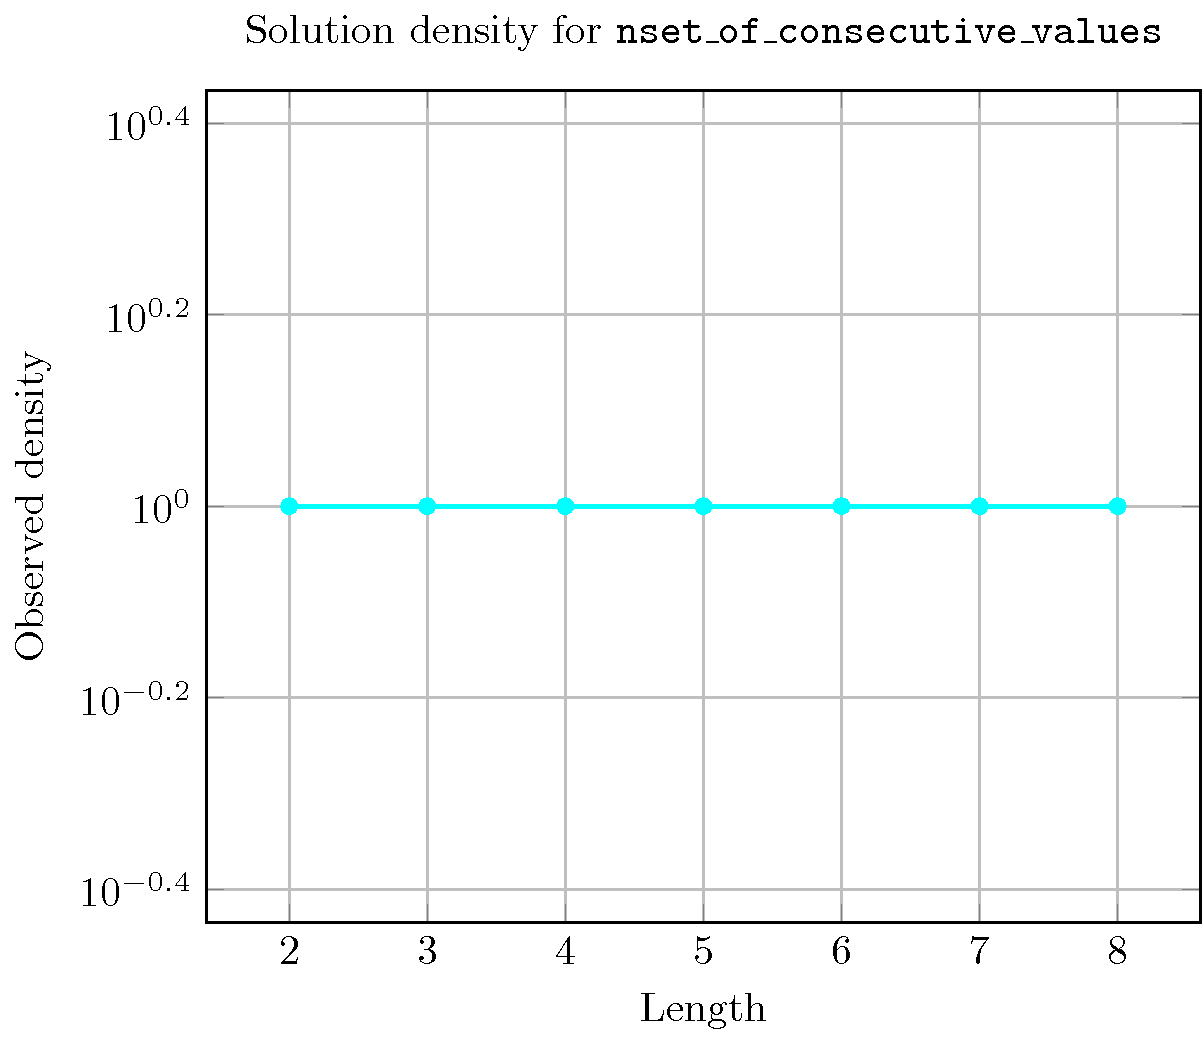 Solution density for nset_of_consecutive_values
10^0.4
10^0.2
10^0
10^−0.2
10^−0.4
Observed density
2 3 4 5 6 7 8
Length